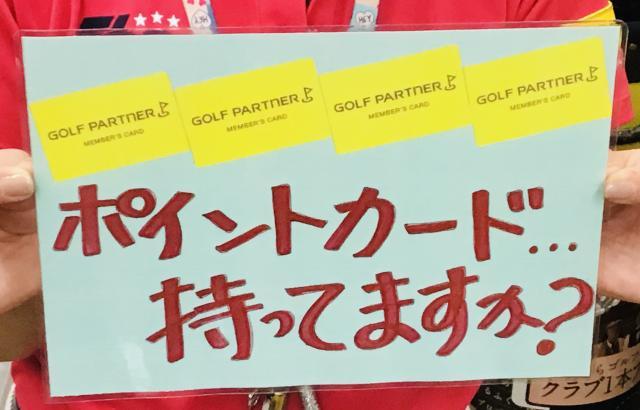 GOLF PARTNER
MEMBER'S CARD
GOLF PARTNER
MEMBER'S CARD
GOLF PARTNER
MEMBER'S CARD
GOLF PARTNER
MEMBER'S CARD
ポイントカード...
持ってますか?
クラブ1本